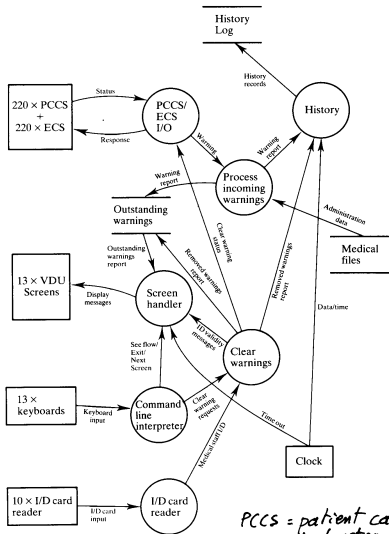 History
Log
History
records
220 × PCCS
+
220 × ECS
Status
Response
PCCS/
ECS
I/O
History
Warning
Warning
report
Process
incoming
warnings
Warning
report
Outstanding
warnings
Administration
data
Medical
files
Clear warning
status
Outstanding
warnings
report
Removed warnings
report
Removed warnings
report
13 × VDU
Screens
Display
messages
Screen
handler
ID validity
messages
Data/time
Clear
warnings
See flow/
Exit/
Next
Screen
13×
keyboards
Keyboard
input
Command
line
interpreter
Clear
warning
requests
Time out
Medical staff I/D
Clock
10 × I/D card
reader
I/D card
input
I/D card
reader
PCCS = patient ca